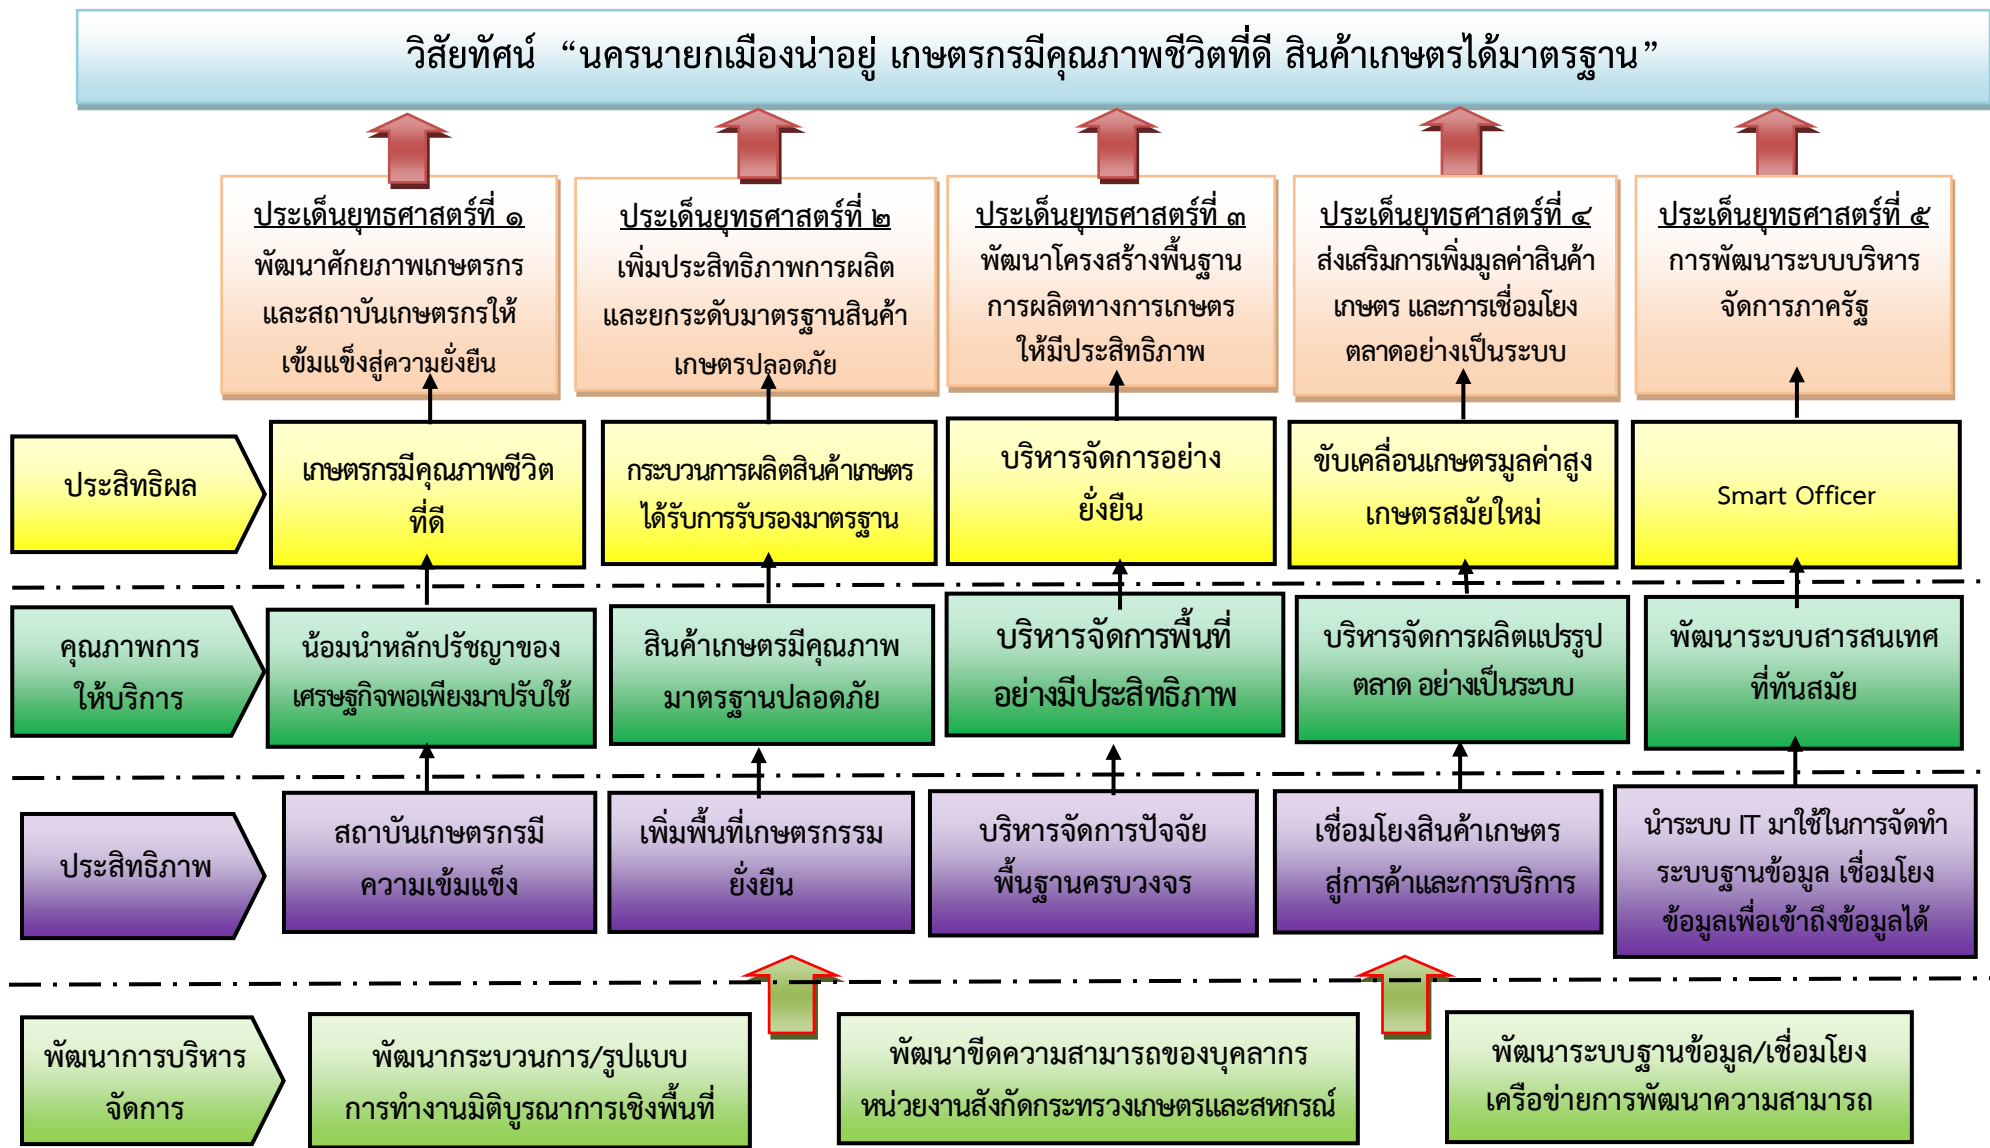 วิสัยทัศน์ “นครนายกเมืองน่าอยู่ เกษตรกรมีคุณภาพชีวิตที่ดี สินค้าเกษตรได้มาตรฐาน”
ประเด็นยุทธศาสตร์ที่ ๑
พัฒนาศักยภาพเกษตรกร
และสถาบันเกษตรกรให้
เข้มแข็งสู่ความยั่งยืน
ประเด็นยุทธศาสตร์ที่ ๒
เพิ่มประสิทธิภาพการผลิต
และยกระดับมาตรฐานสินค้า
เกษตรปลอดภัย
ประเด็นยุทธศาสตร์ที่ ๓
พัฒนาโครงสร้างพื้นฐาน
การผลิตทางการเกษตร
ให้มีประสิทธิภาพ
ประเด็นยุทธศาสตร์ที่ ๔
ส่งเสริมการเพิ่มมูลค่าสินค้า
เกษตร และการเชื่อมโยง
ตลาดอย่างเป็นระบบ
ประเด็นยุทธศาสตร์ที่ ๕
การพัฒนาระบบบริหาร
จัดการภาครัฐ
ประสิทธิผล
เกษตรกรมีคุณภาพชีวิต
ที่ดี
กระบวนการผลิตสินค้าเกษตร
ได้รับการรับรองมาตรฐาน
บริหารจัดการอย่าง
ยั่งยืน
ขับเคลื่อนเกษตรมูลค่าสูง
เกษตรสมัยใหม่
Smart Officer
คุณภาพการ
ให้บริการ
น้อมนำหลักปรัชญาของ
เศรษฐกิจพอเพียงมาปรับใช้
สินค้าเกษตรมีคุณภาพ
มาตรฐานปลอดภัย
บริหารจัดการพื้นที่
อย่างมีประสิทธิภาพ
บริหารจัดการผลิตแปรรูป
ตลาด อย่างเป็นระบบ
พัฒนาระบบสารสนเทศ
ที่ทันสมัย
ประสิทธิภาพ
สถาบันเกษตรกรมี
ความเข้มแข็ง
เพิ่มพื้นที่เกษตรกรรม
ยั่งยืน
บริหารจัดการปัจจัย
พื้นฐานครบวงจร
เชื่อมโยงสินค้าเกษตร
สู่การค้าและการบริการ
นำระบบ IT มาใช้ในการจัดทำ
ระบบฐานข้อมูล เชื่อมโยง
ข้อมูลเพื่อเข้าถึงข้อมูลได้
พัฒนาการบริหาร
จัดการ
พัฒนากระบวนการ/รูปแบบ
การทำงานมิติบูรณาการเชิงพื้นที่
พัฒนาขีดความสามารถของบุคลากร
หน่วยงานสังกัดกระทรวงเกษตรและสหกรณ์
พัฒนาระบบฐานข้อมูล/เชื่อมโยง
เครือข่ายการพัฒนาความสามารถ